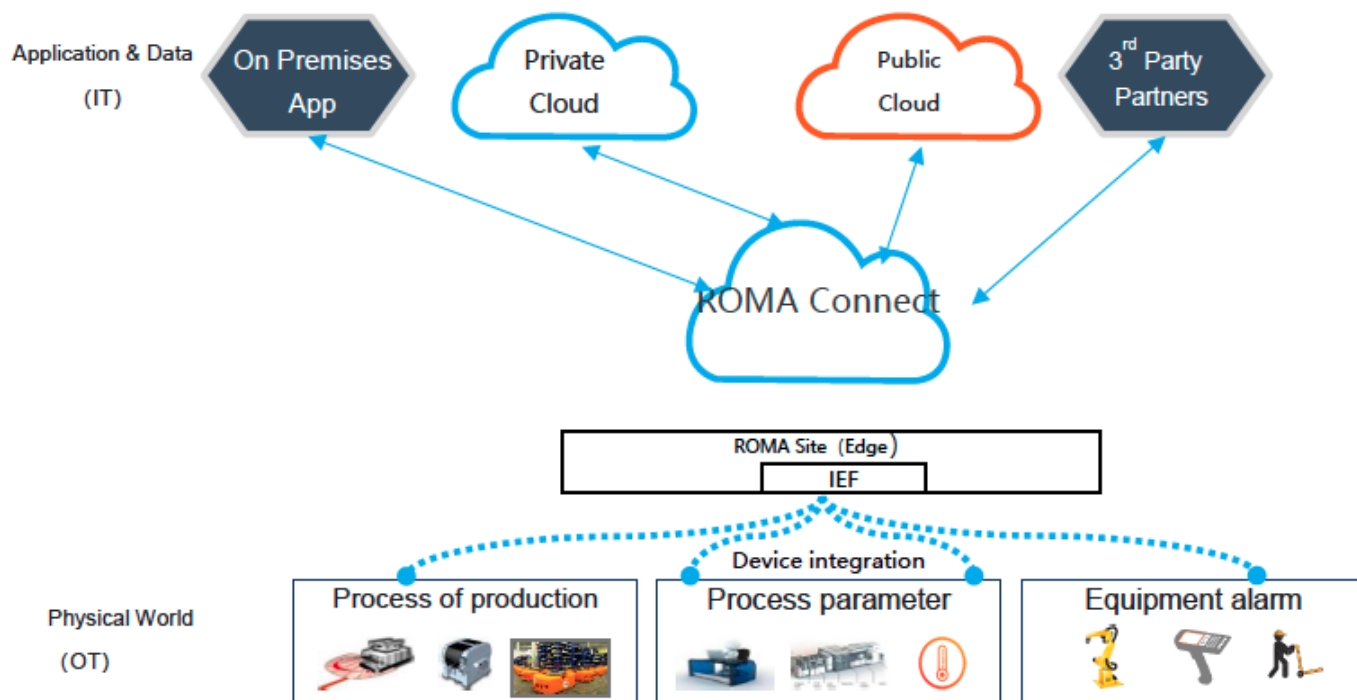 Application & Data
(IT)
On Premises
App
Private
Cloud
Public
Cloud
3rd Party
Partners
ROMA Connect
ROMA Site (Edge)
IEF
Device integration
Process of production
Process parameter
Equipment alarm
Physical World
(OT)